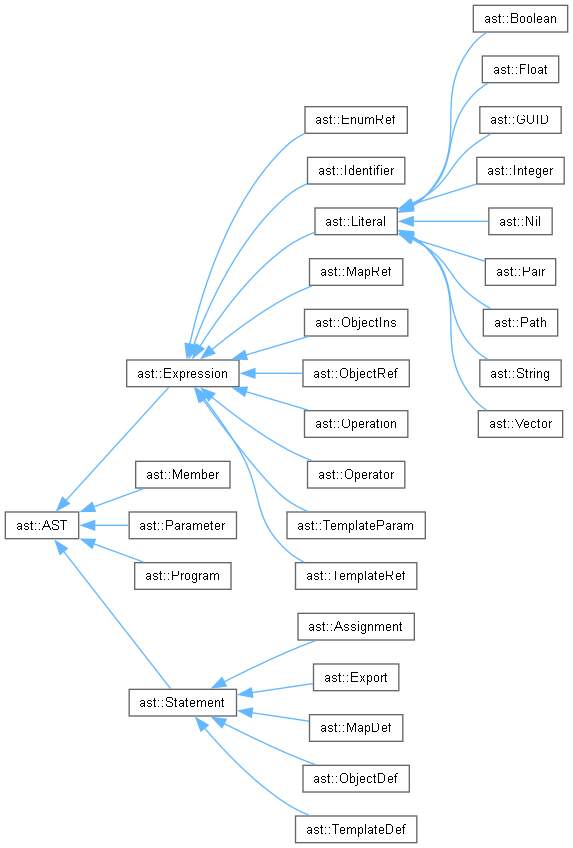 ast::Boolean
ast::Float
ast::GUID
ast::EnumRef
ast::Identifier
ast::Integer
ast::Literal
ast::Nil
ast::MapRef
ast::Pair
ast::ObjectIns
ast::Path
ast::Expression
ast::ObjectRef
ast::String
ast::Operation
ast::Vector
ast::Member
ast::Operator
ast::AST
ast::Parameter
ast::TemplateParam
ast::Program
ast::TemplateRef
ast::Assignment
ast::Export
ast::Statement
ast::MapDef
ast::ObjectDef
ast::TemplateDef